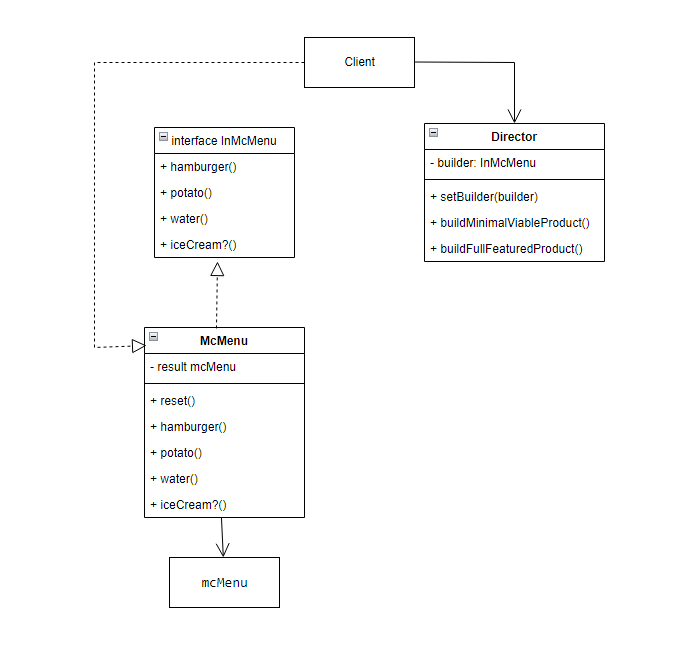 Client
interface InMcMenu
+ hamburger()
+ potato()
+ water()
+ iceCream?()
Director
- builder: InMcMenu
+ setBuilder(builder)
+ buildMinimalViableProduct()
+ buildFullFeaturedProduct()
McMenu
- result mcMenu
+ reset()
+ hamburger()
+ potato()
+ water()
+ iceCream?()
mcMenu